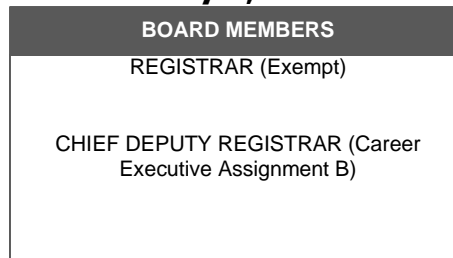 BOARD MEMBERS
REGISTRAR (Exempt)
CHIEF DEPUTY REGISTRAR (Career
Executive Assignment B)